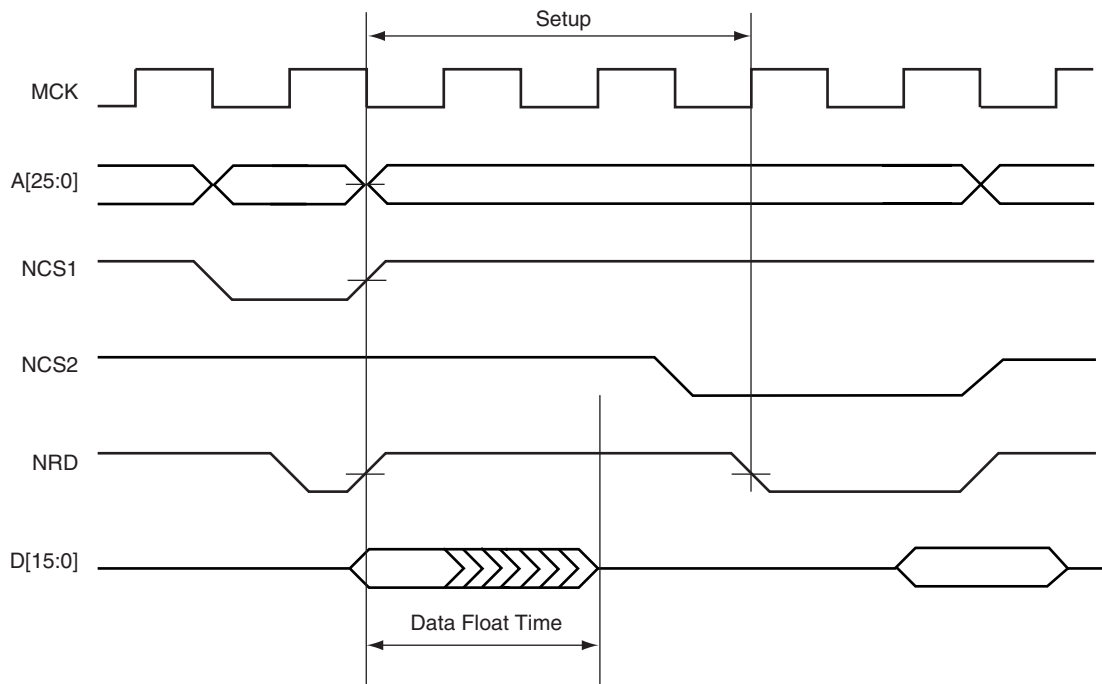 Setup
MCK
A[25:0]
NCS1
NCS2
NRD
D[15:0]
Data Float Time